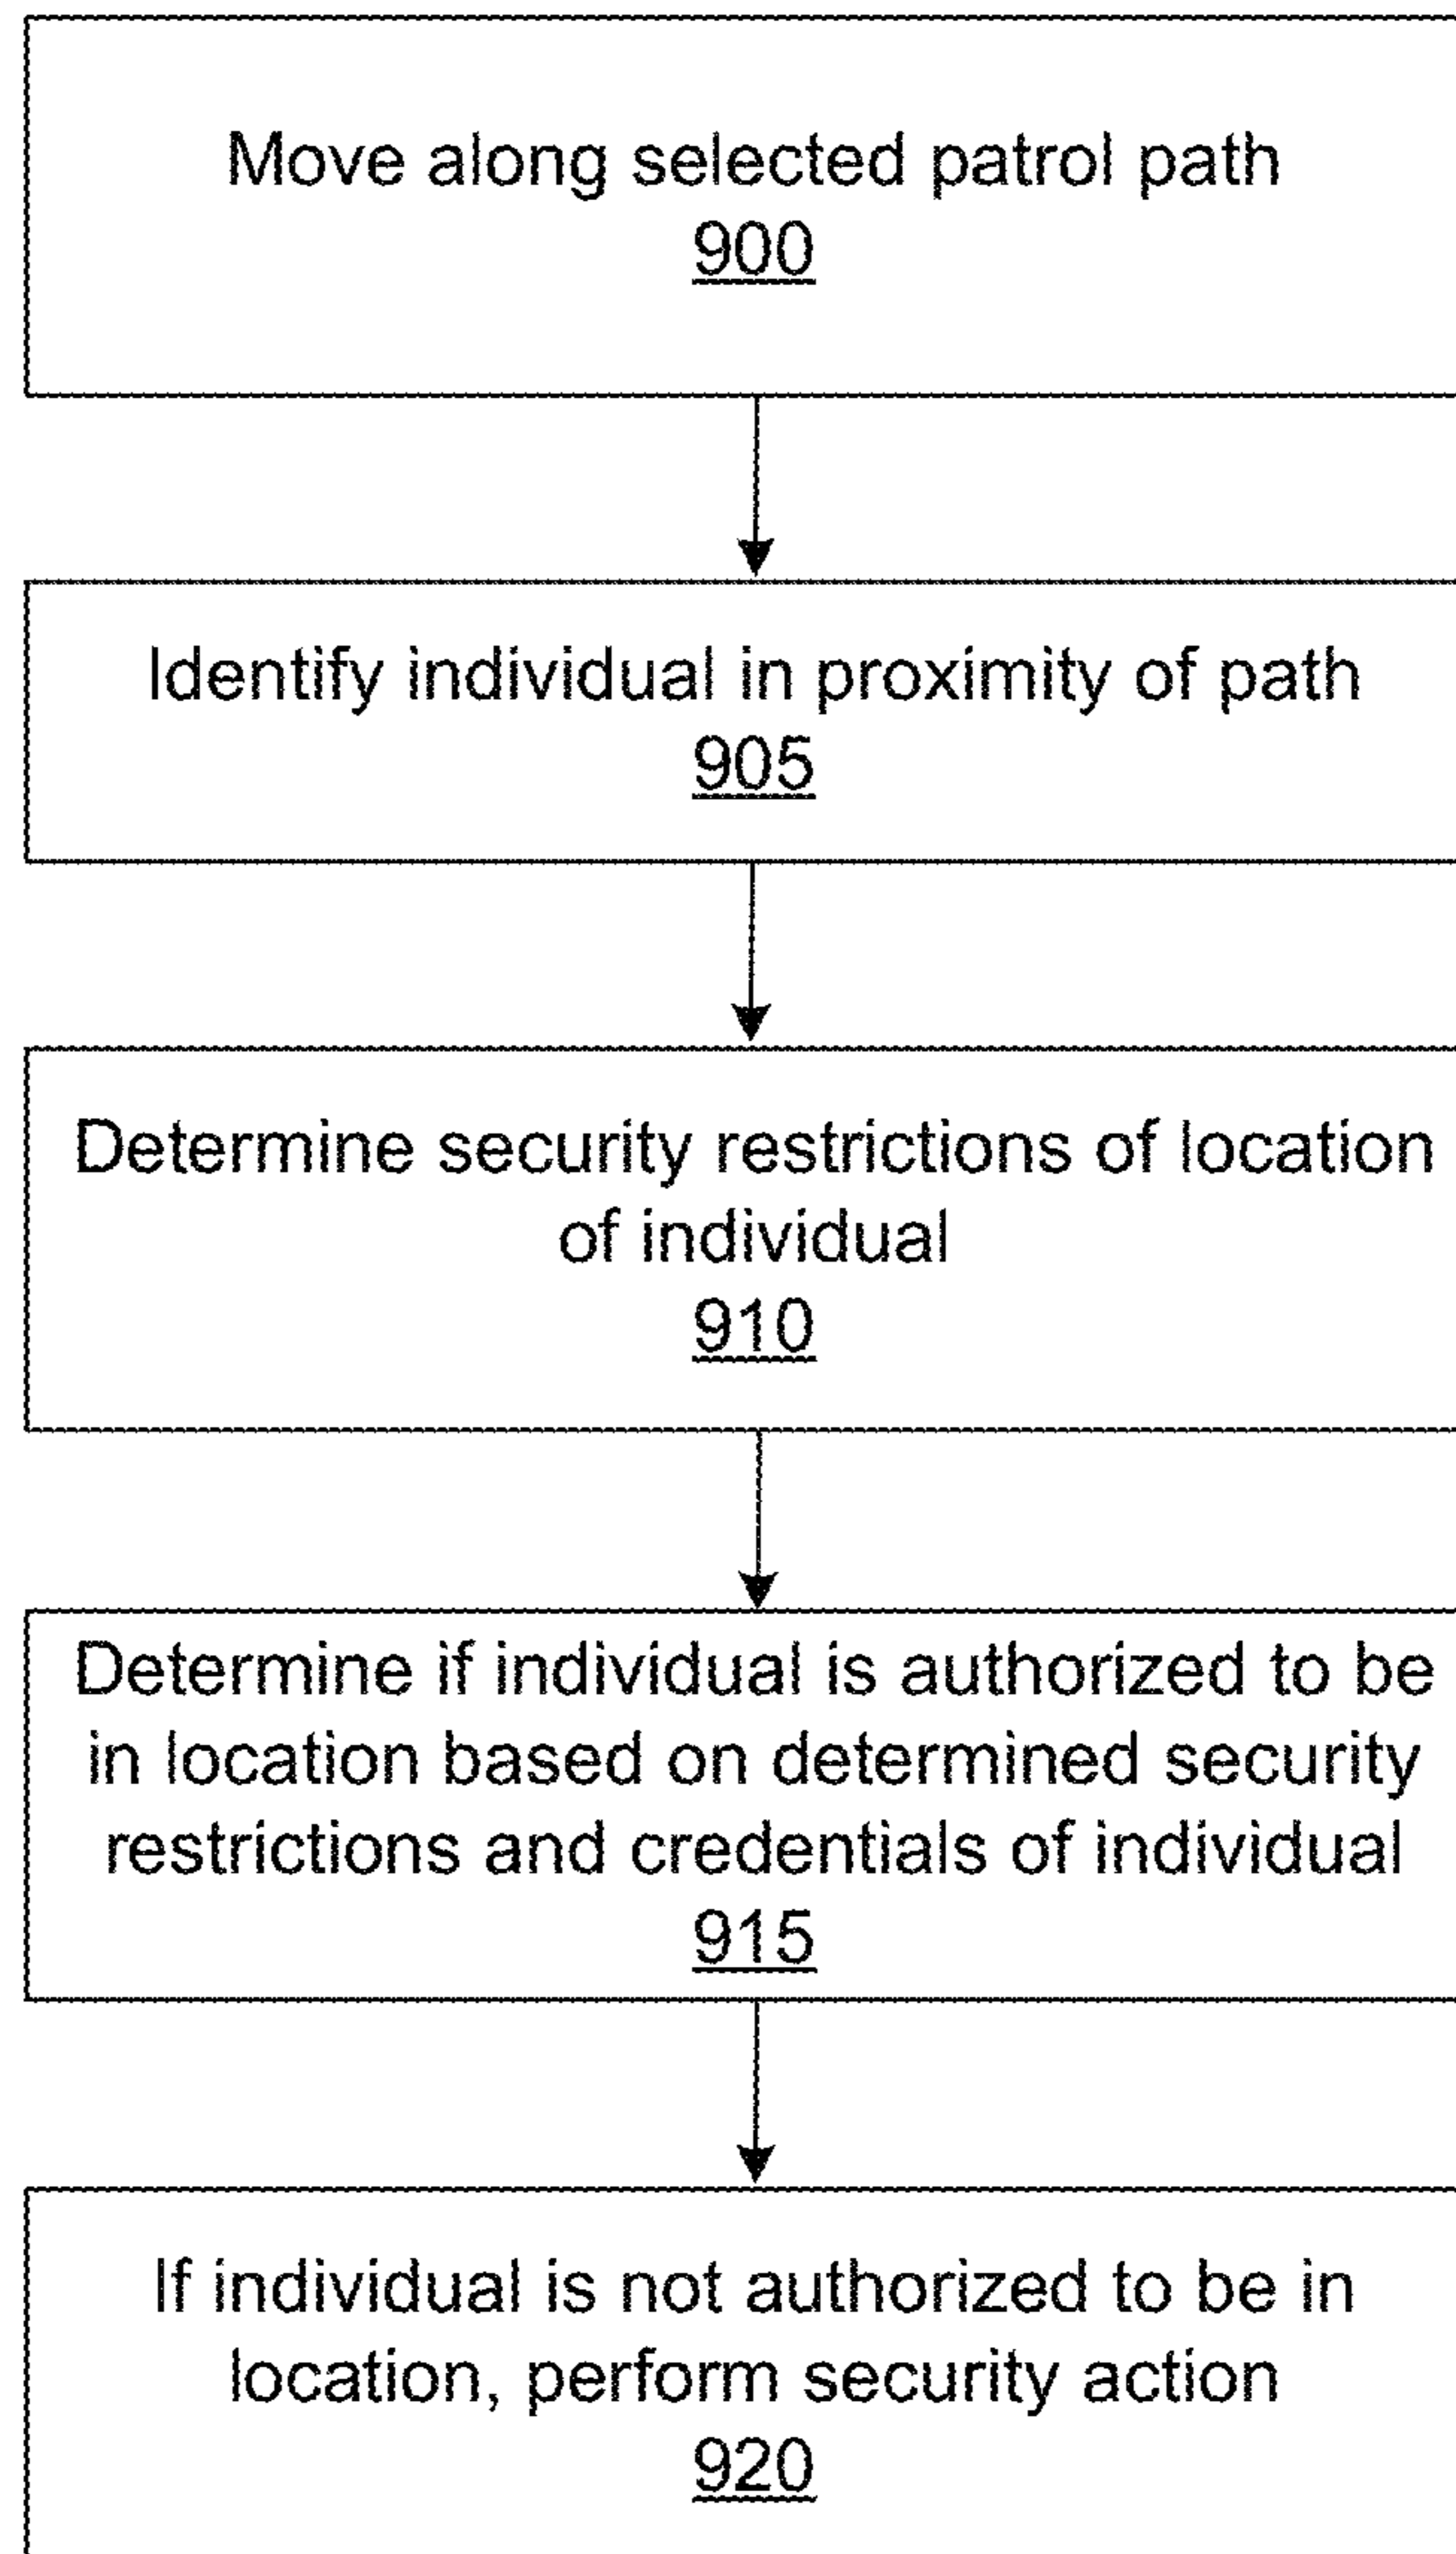 Move along selected patrol path
900
Identify individual in proximity of path
905
Determine security restrictions of location
of individual
910
Determine if individual is authorized to be
in location based on determined security
restrictions and credentials of individual
915
If individual is not authorized to be in
location, perform security action
920